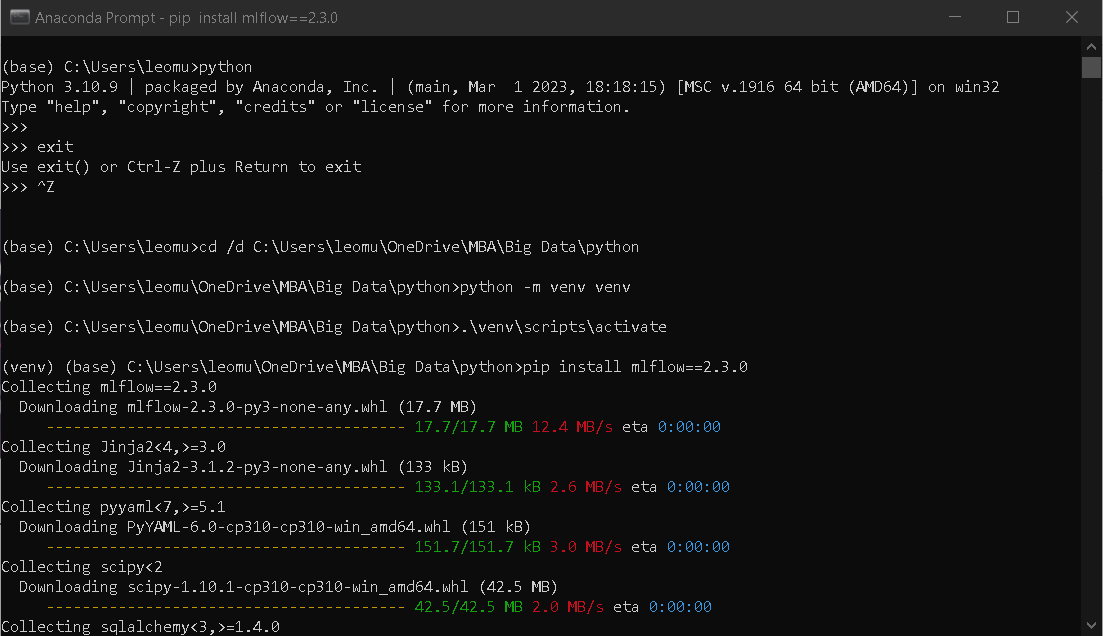 Anaconda Prompt - pip  install mlflow==2.3.0
(base) C:\Users\leomu>python
Python 3.10.9 | packaged by Anaconda, Inc. | (main, Mar  1 2023, 18:18:15) [MSC v.1916 64 bit (AMD64)] on win32
Type "help", "copyright", "credits" or "license" for more information.
>>>
>>> exit
Use exit() or Ctrl-Z plus Return to exit
>>> ^Z
(base) C:\Users\leomu>cd /d C:\Users\leomu\OneDrive\MBA\Big Data\python
(base) C:\Users\leomu\OneDrive\MBA\Big Data\python>python -m venv venv
(base) C:\Users\leomu\OneDrive\MBA\Big Data\python>.\venv\scripts\activate
(venv) (base) C:\Users\leomu\OneDrive\MBA\Big Data\python>pip install mlflow==2.3.0
Collecting mlflow==2.3.0
  Downloading mlflow-2.3.0-py3-none-any.whl (17.7 MB)
     ---------------------------------------- 17.7/17.7 MB 12.4 MB/s eta 0:00:00
Collecting Jinja2<4,>=3.0
  Downloading Jinja2-3.1.2-py3-none-any.whl (133 kB)
     ---------------------------------------- 133.1/133.1 kB 2.6 MB/s eta 0:00:00
Collecting pyyaml<7,>=5.1
  Downloading PyYAML-6.0-cp310-cp310-win_amd64.whl (151 kB)
     ---------------------------------------- 151.7/151.7 kB 3.0 MB/s eta 0:00:00
Collecting scipy<2
  Downloading scipy-1.10.1-cp310-cp310-win_amd64.whl (42.5 MB)
     ---------------------------------------- 42.5/42.5 MB 2.0 MB/s eta 0:00:00
Collecting sqlalchemy<3,>=1.4.0